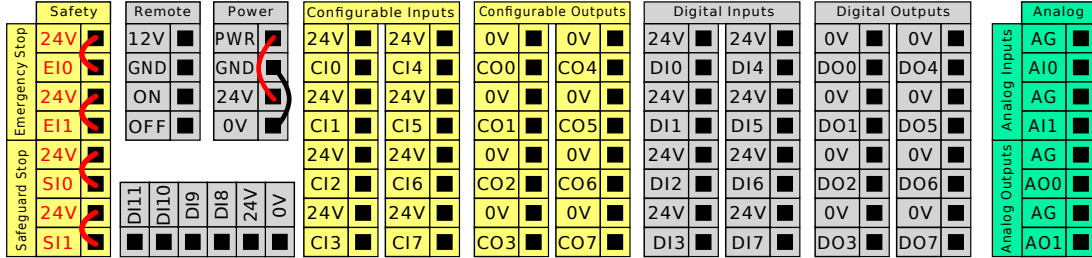 Safety
Remote
Power
Configurable Inputs
Configurable Outputs
Digital Inputs
Digital Outputs
Analog
Emergency Stop
24V
EI0
24V
EI1
Safeguard Stop
24V
SI0
24V
SI1
12V
GND
ON
OFF
PWR
GND
24V
0V
DI11
DI10
DI9
DI8
24V
0V
24V 24V
CI0 CI4
24V 24V
CI1 CI5
24V 24V
CI2 CI6
24V 24V
CI3 CI7
0V 0V
CO0 CO4
0V 0V
CO1 CO5
0V 0V
CO2 CO6
0V 0V
CO3 CO7
24V 24V
DI0 DI4
24V 24V
DI1 DI5
24V 24V
DI2 DI6
24V 24V
DI3 DI7
0V 0V
DO0 DO4
0V 0V
DO1 DO5
0V 0V
DO2 DO6
0V 0V
DO3 DO7
Analog Inputs
AG
AI0
AG
AI1
Analog Outputs
AG
AO0
AG
AO1